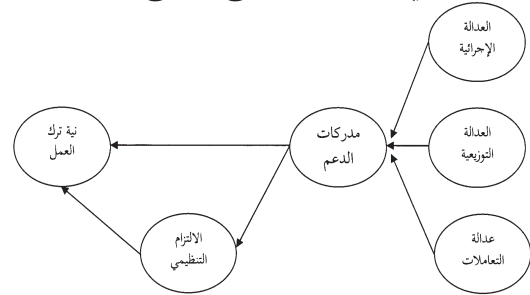 العدالة
الإجرائية
العدالة
التوزيعية
عدالة
التعاملات
مدركات
الدعم
الالتزام
التنظيمي
نية ترك
العمل